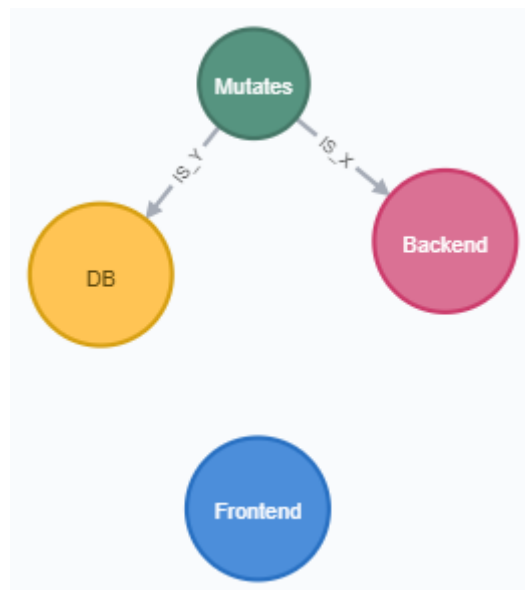 Mutates
IS_Y
IS_X
Backend
DB
Frontend